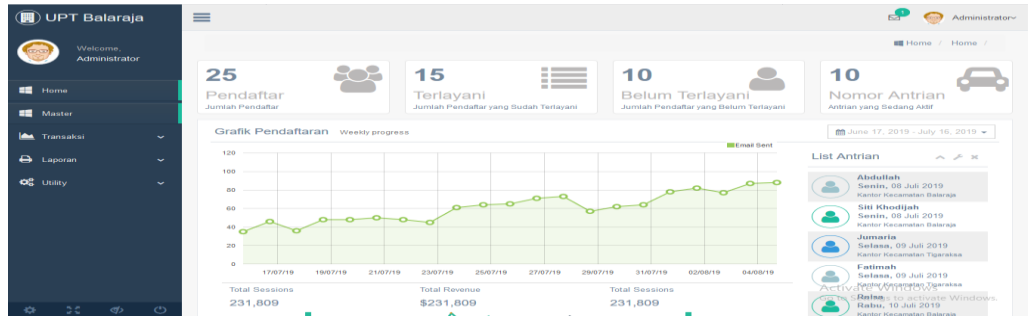 UPT Balaraja
Administrator
Welcome,
Administrator
Home / Home /
Home
Master
Transaksi
Laporan
Utility
25
Pendaftar
Jumlah Pendaftar
15
Terlayani
Jumlah Pendaftar yang Sudah Terlayani
10
Belum Terlayani
Jumlah Pendaftar yang Belum Terlayani
10
Nomor Antrian
Antrian yang Sedang Aktif
Grafik Pendaftaran Weekly progress
June 17, 2019 - July 16, 2019
Email Sent
120
100
80
60
40
20
0
17/07/19 19/07/19 21/07/19 23/07/19 25/07/19 27/07/19 29/07/19 31/07/19 02/08/19 04/08/19
Total Sessions
231,809
Total Revenue
$231,809
Total Sessions
231,809
List Antrian
Abdullah
Senin, 08 Juli 2019
Kantor Kecamatan Balaraja
Siti Khodijah
Senin, 08 Juli 2019
Kantor Kecamatan Balaraja
Jumaria
Selasa, 09 Juli 2019
Kantor Kecamatan Tigaraksa
Fatimah
Selasa, 09 Juli 2019
Kantor Kecamatan Tigaraksa
Activate Windows
Raisa
Go to Settings to activate Windows.
Rabu, 10 Juli 2019
Kantor Kecamatan Balaraja